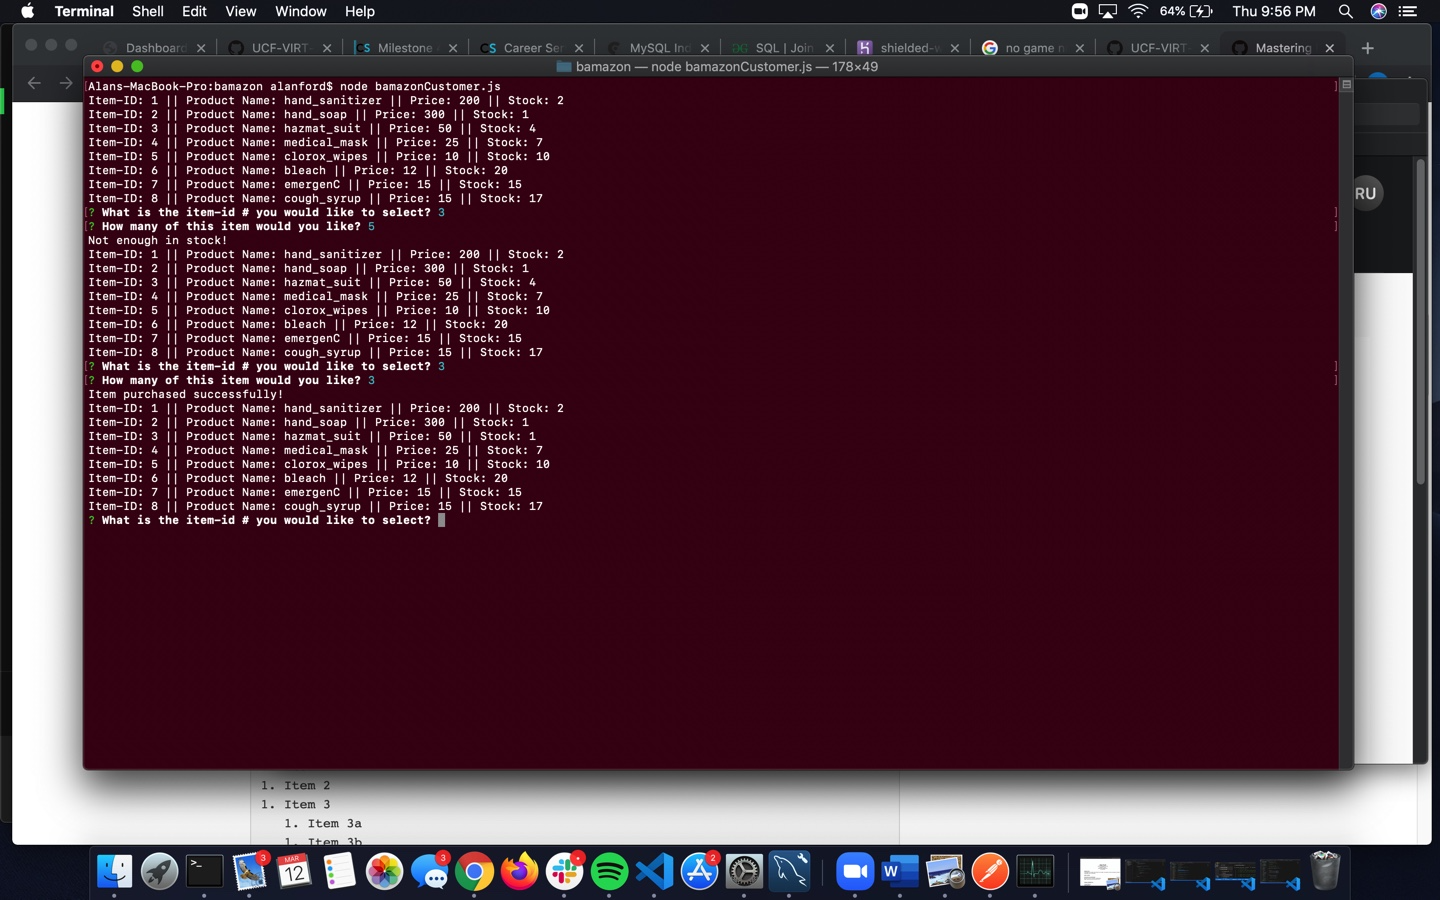 Terminal Shell Edit View Window Help 64% Thu 9:56 PM
Dashboard UCF-VIRT- CS Milestone CS Career Ser MySQL In SQL | Join shielded-w no game n UCF-VIRT- Mastering
bamazon — node bamazonCustomer.js — 178×49
Alans-MacBook-Pro:bamazon alanford$ node bamazonCustomer.js
Item-ID: 1 || Product Name: hand_sanitizer || Price: 200 || Stock: 2
Item-ID: 2 || Product Name: hand_soap || Price: 300 || Stock: 1
Item-ID: 3 || Product Name: hazmat_suit || Price: 50 || Stock: 4
Item-ID: 4 || Product Name: medical_mask || Price: 25 || Stock: 7
Item-ID: 5 || Product Name: clorox_wipes || Price: 10 || Stock: 10
Item-ID: 6 || Product Name: bleach || Price: 12 || Stock: 20
Item-ID: 7 || Product Name: emergenC || Price: 15 || Stock: 15
Item-ID: 8 || Product Name: cough_syrup || Price: 15 || Stock: 17
? What is the item-id # you would like to select? 3
? How many of this item would you like? 5
Not enough in stock!
Item-ID: 1 || Product Name: hand_sanitizer || Price: 200 || Stock: 2
Item-ID: 2 || Product Name: hand_soap || Price: 300 || Stock: 1
Item-ID: 3 || Product Name: hazmat_suit || Price: 50 || Stock: 4
Item-ID: 4 || Product Name: medical_mask || Price: 25 || Stock: 7
Item-ID: 5 || Product Name: clorox_wipes || Price: 10 || Stock: 10
Item-ID: 6 || Product Name: bleach || Price: 12 || Stock: 20
Item-ID: 7 || Product Name: emergenC || Price: 15 || Stock: 15
Item-ID: 8 || Product Name: cough_syrup || Price: 15 || Stock: 17
? What is the item-id # you would like to select? 3
? How many of this item would you like? 3
Item purchased successfully!
Item-ID: 1 || Product Name: hand_sanitizer || Price: 200 || Stock: 2
Item-ID: 2 || Product Name: hand_soap || Price: 300 || Stock: 1
Item-ID: 3 || Product Name: hazmat_suit || Price: 50 || Stock: 1
Item-ID: 4 || Product Name: medical_mask || Price: 25 || Stock: 7
Item-ID: 5 || Product Name: clorox_wipes || Price: 10 || Stock: 10
Item-ID: 6 || Product Name: bleach || Price: 12 || Stock: 20
Item-ID: 7 || Product Name: emergenC || Price: 15 || Stock: 15
Item-ID: 8 || Product Name: cough_syrup || Price: 15 || Stock: 17
? What is the item-id # you would like to select?
RU
1. Item 2
1. Item 3
1. Item 3a
1. Item 3b
3 MAR 12 3 2 W